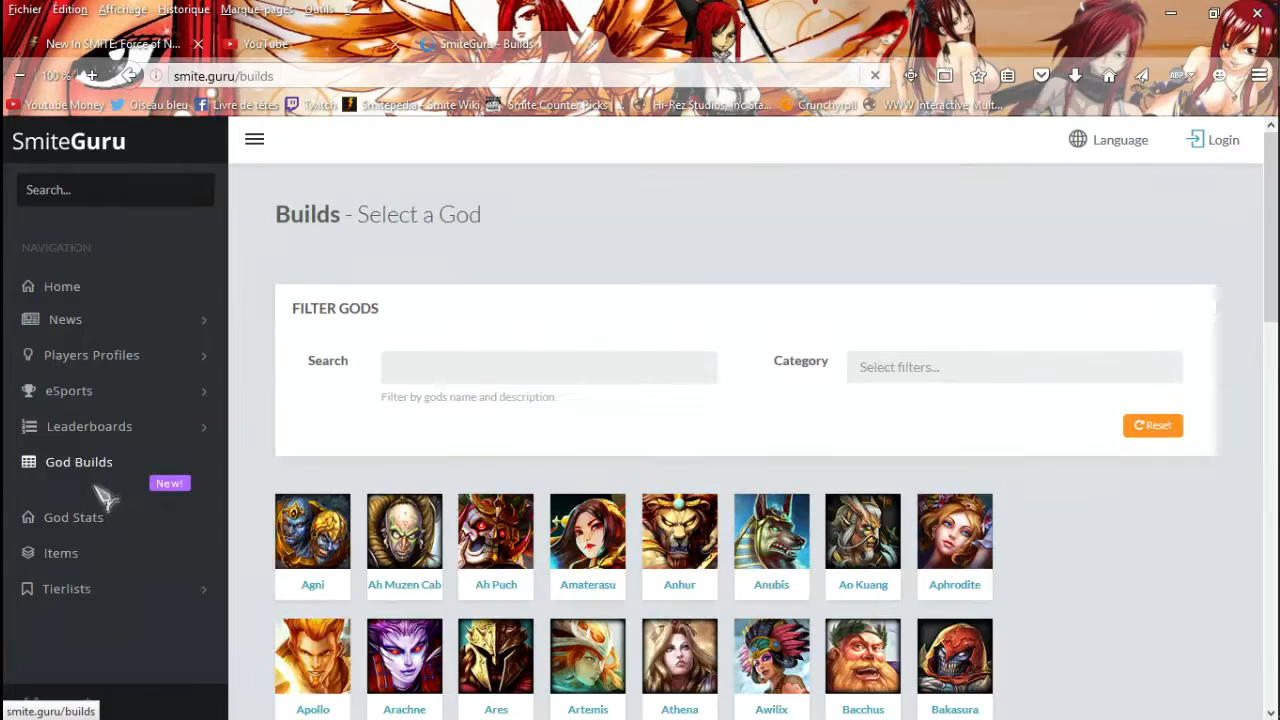 Fichier Édition Affichage Historique Marque-pages Outils ?
New In SMITE: Force of N...
YouTube
SmiteGuru - Builds
100 %
smite.guru/builds
ABP
Youtube Money
Oiseau bleu
Livre de têtes
Twitch
Smitepedia - Smite Wiki
Smite Counter Picks |...
Hi-Rez Studios, Inc Sta...
Crunchyroll
WWW Interactive Mult...
SmiteGuru
Language
Login
Search...
NAVIGATION
Home
News
Players Profiles
eSports
Leaderboards
God Builds
New!
God Stats
Items
Tierlists
smite.guru/builds
Builds - Select a God
FILTER GODS
Search
Category
Select filters...
Filter by gods name and description.
Reset
Agni
Ah Muzen Cab
Ah Puch
Amaterasu
Anhur
Anubis
Ao Kuang
Aphrodite
Apollo
Arachne
Ares
Artemis
Athena
Awilix
Bacchus
Bakasura